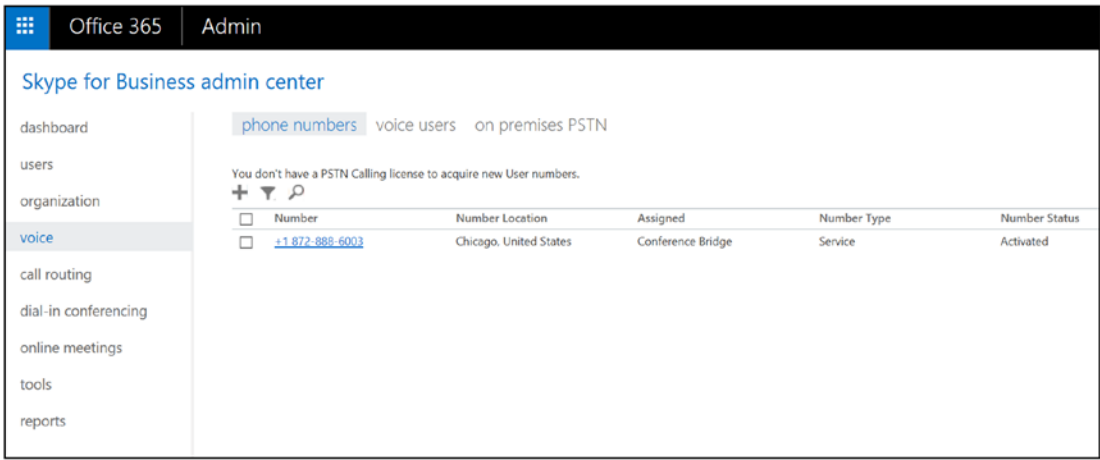 Office 365 Admin
Skype for Business admin center
dashboard
users
organization
voice
call routing
dial-in conferencing
online meetings
tools
reports
phone numbers voice users on premises PSTN
You don't have a PSTN Calling license to acquire new User numbers.
Number Number Location Assigned Number Type Number Status
+1 872-888-6003 Chicago, United States Conference Bridge Service Activated